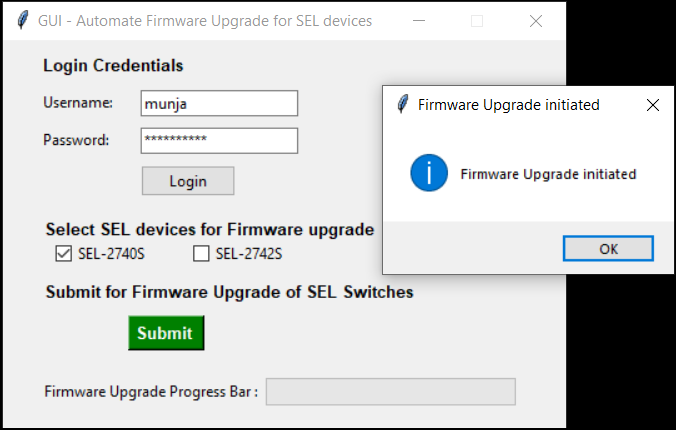 GUI - Automate Firmware Upgrade for SEL devices
Login Credentials
Username: munja
Password: **********
Login
Firmware Upgrade initiated
Firmware Upgrade initiated
OK
Select SEL devices for Firmware upgrade
SEL-2740S SEL-2742S
Submit for Firmware Upgrade of SEL Switches
Submit
Firmware Upgrade Progress Bar :